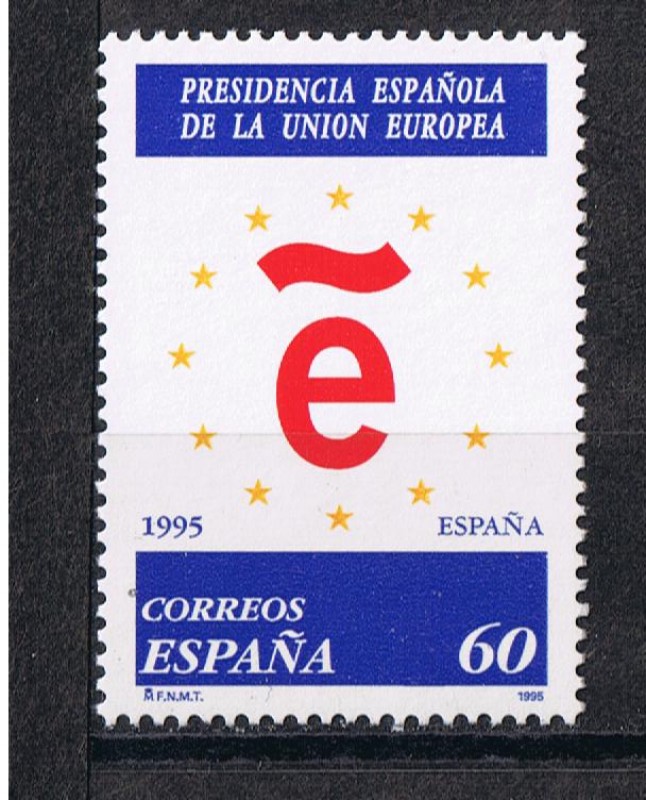 PRESIDENCIA ESPAÑOLA
DE LA UNION EUROPEA
ẽ
1995 ESPAÑA
CORREOS
ESPAÑA 60
M̃ F.N.M.T. 1995